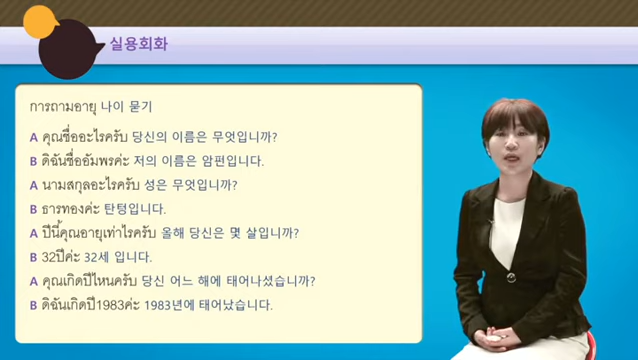 실용회화
การถามอายุ 나이 묻기
A คุณชื่ออะไรครับ 당신의 이름은 무엇입니까?
B ดิฉันชื่ออัมพรค่ะ 저의 이름은 암펀입니다.
A นามสกุลอะไรครับ 성은 무엇입니까?
B ธารทองค่ะ 탄텅입니다.
A ปีนี้คุณอายุเท่าไรครับ 올해 당신은 몇 살입니까?
B 32ปีค่ะ 32세 입니다.
A คุณเกิดปีไหนครับ 당신 어느 해에 태어나셨습니까?
B ดิฉันเกิดปี1983ค่ะ 1983년에 태어났습니다.